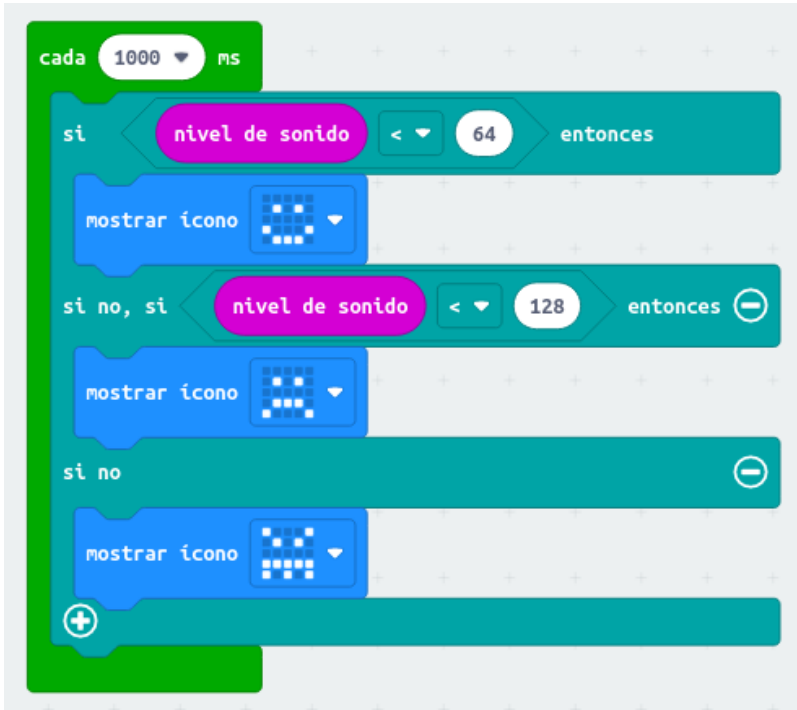 cada 1000 ms
si nivel de sonido < 64 entonces
mostrar ícono
si no, si nivel de sonido < 128 entonces
mostrar ícono
si no
mostrar ícono